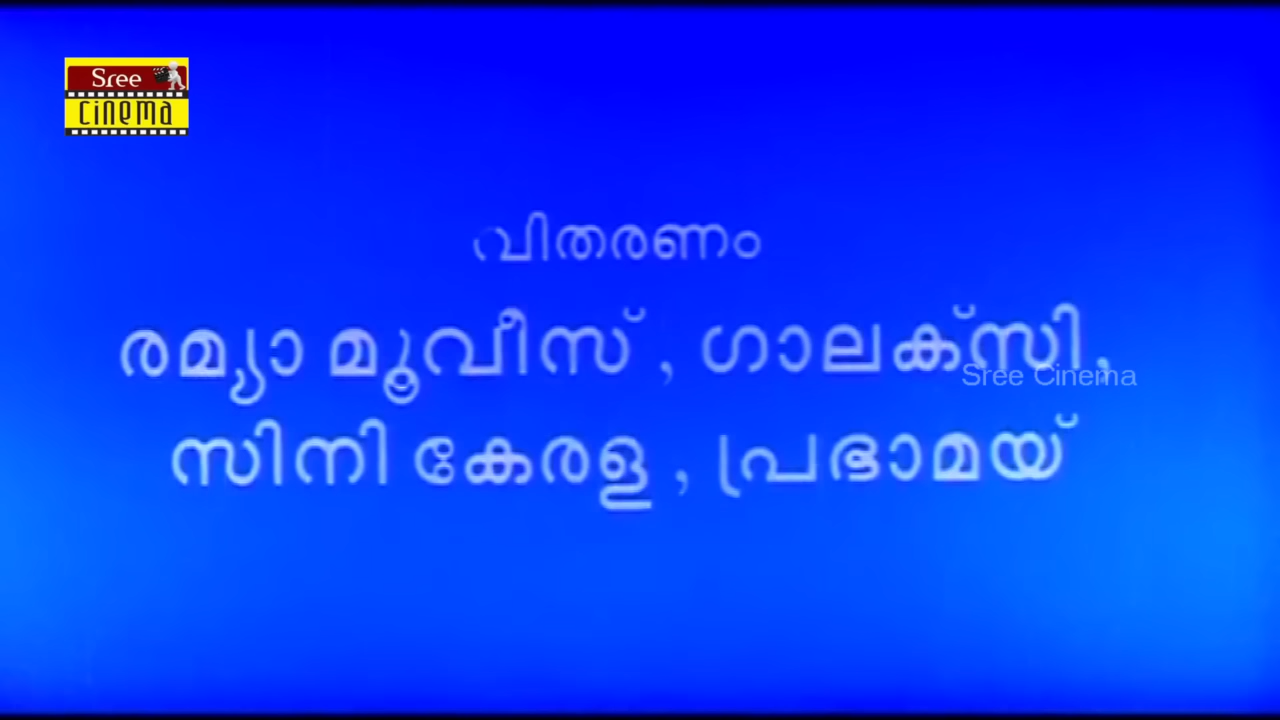 Sree
cinema
വിതരണം
രമ്യാ മൂവീസ് , ഗാലക്സി,
Sree Cinema
സിനി കേരള , പ്രഭാമയ്